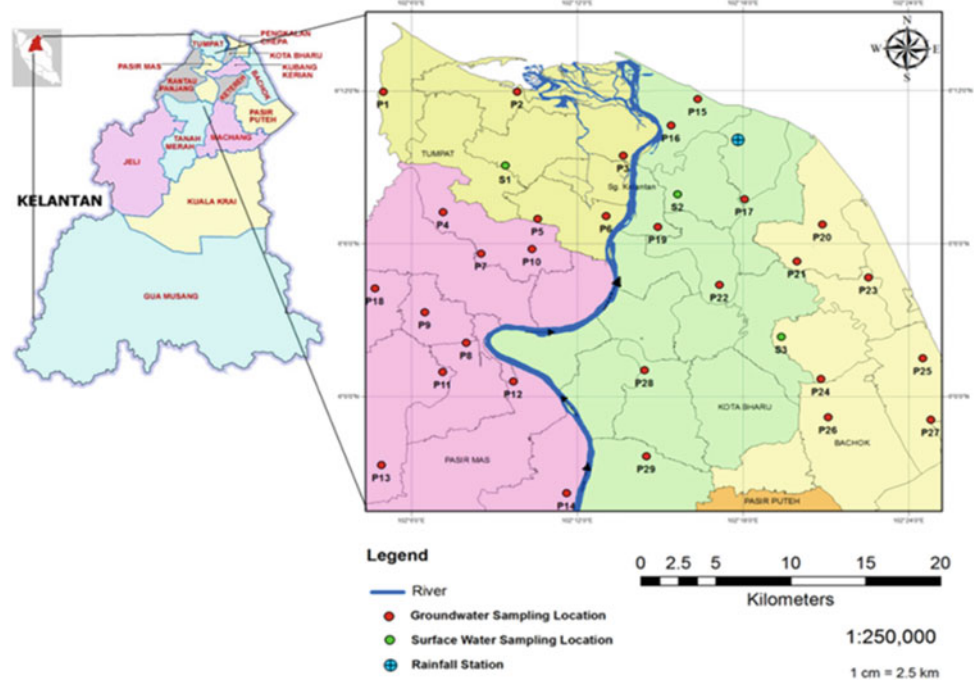 TUMPAT
PENGKALAN
CHEPA
KOTA BHARU
PASIR MAS
KUBANG
KERIAN
RANTAU
PANJANG
KETEREH
BACHOK
PASIR
PUTEH
TANAH
MERAH
MACHANG
JELI
KELANTAN
KUALA KRAI
GUA MUSANG
N
W E
S
P1
P2
P15
P16
TUMPAT
P3
S1
Sg. Kelantan
S2
P17
P4
P5
P6
P19
P20
P7
P10
P21
P23
P18
P22
P9
P8
S3
P11
P12
P28
P24
P25
KOTA BHARU
P26
P27
BACHOK
PASIR MAS
P29
P13
P14
PASIR PUTEH
Legend
River
Groundwater Sampling Location
Surface Water Sampling Location
Rainfall Station
0 2.5 5 10 15 20
Kilometers
1:250,000
1 cm = 2.5 km